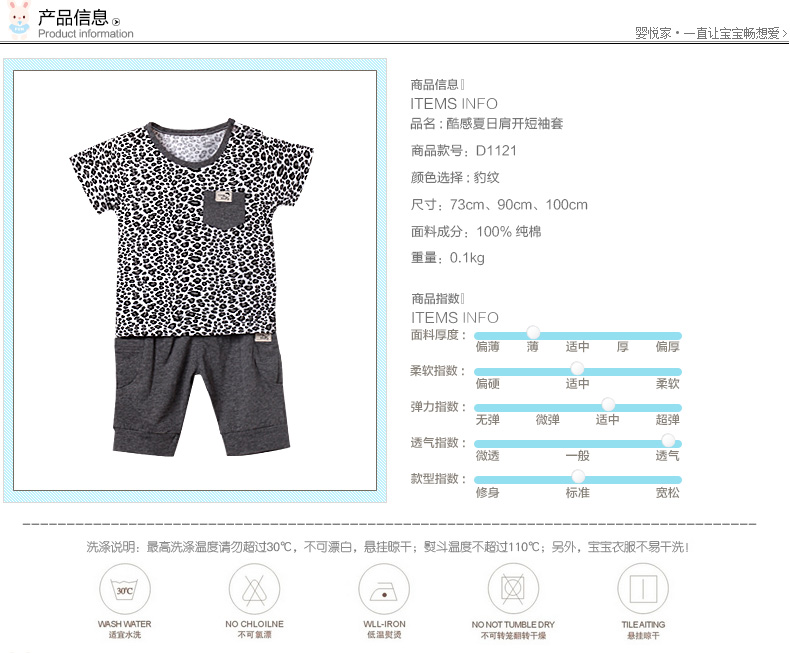 产品信息
Product information
婴悦家·一直让宝宝畅想爱
商品信息
ITEMS INFO
品名：酷感夏日肩开短袖套
商品款号：D1121
颜色选择：豹纹
尺寸：73cm、90cm、100cm
面料成分：100% 纯棉
重量：0.1kg
商品指数
ITEMS INFO
面料厚度：
偏薄 薄 适中 厚 偏厚
柔软指数：
偏硬 适中 柔软
弹力指数：
无弹 微弹 适中 超弹
透气指数：
微透 一般 透气
款型指数：
修身 标准 宽松
洗涤说明：最高洗涤温度请勿超过30℃，不可漂白，悬挂晾干；熨斗温度不超过110℃；另外，宝宝衣服不易干洗！
30℃
WASH WATER NO CHLOILNE WLL-IRON NO NOT TUMBLE DRY TILEAITING
适宜水洗 不可氯漂 低温熨烫 不可转笼翻转干燥 悬挂晾干